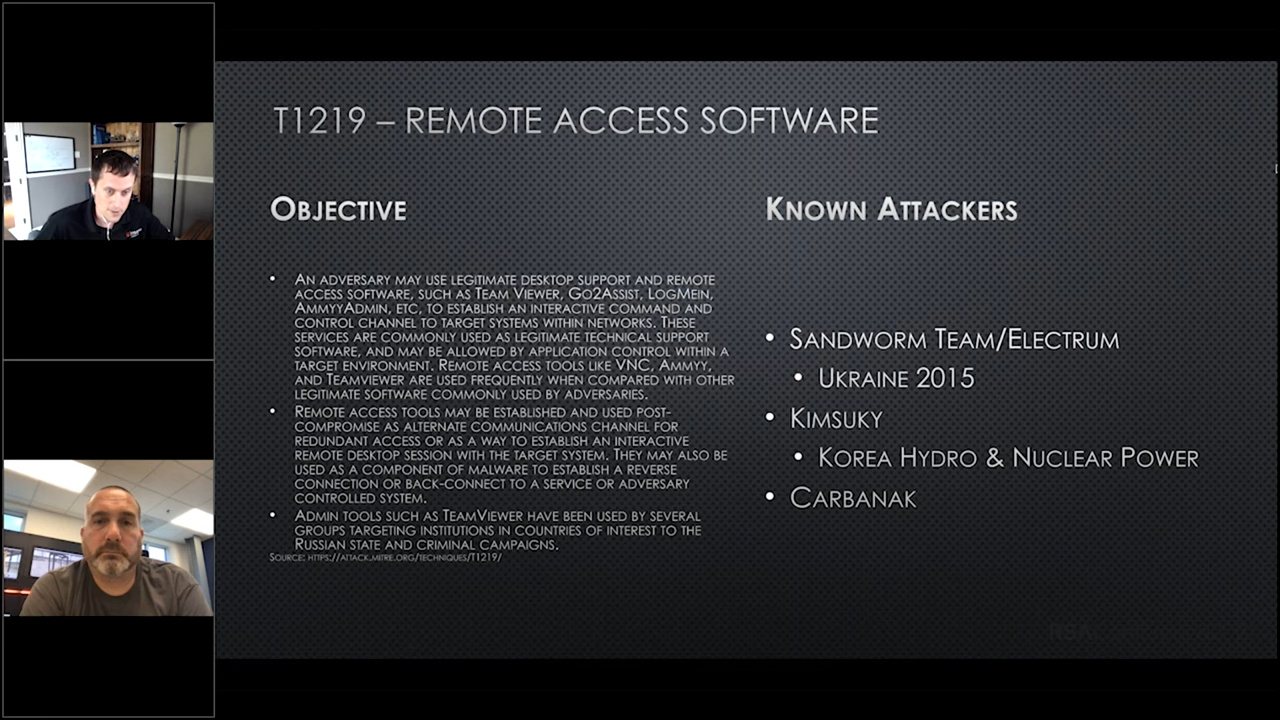 T1219 – REMOTE ACCESS SOFTWARE
OBJECTIVE
• AN ADVERSARY MAY USE LEGITIMATE DESKTOP SUPPORT AND REMOTE
ACCESS SOFTWARE, SUCH AS TEAM VIEWER, GO2ASSIST, LOGMEIN,
AMMYYADMIN, ETC, TO ESTABLISH AN INTERACTIVE COMMAND AND
CONTROL CHANNEL TO TARGET SYSTEMS WITHIN NETWORKS. THESE
SERVICES ARE COMMONLY USED AS LEGITIMATE TECHNICAL SUPPORT
SOFTWARE, AND MAY BE ALLOWED BY APPLICATION CONTROL WITHIN A
TARGET ENVIRONMENT. REMOTE ACCESS TOOLS LIKE VNC, AMMYY,
AND TEAMVIEWER ARE USED FREQUENTLY WHEN COMPARED WITH OTHER
LEGITIMATE SOFTWARE COMMONLY USED BY ADVERSARIES.
• REMOTE ACCESS TOOLS MAY BE ESTABLISHED AND USED POST-
COMPROMISE AS ALTERNATE COMMUNICATIONS CHANNEL FOR
REDUNDANT ACCESS OR AS A WAY TO ESTABLISH AN INTERACTIVE
REMOTE DESKTOP SESSION WITH THE TARGET SYSTEM. THEY MAY ALSO BE
USED AS A COMPONENT OF MALWARE TO ESTABLISH A REVERSE
CONNECTION OR BACK-CONNECT TO A SERVICE OR ADVERSARY
CONTROLLED SYSTEM.
• ADMIN TOOLS SUCH AS TEAMVIEWER HAVE BEEN USED BY SEVERAL
GROUPS TARGETING INSTITUTIONS IN COUNTRIES OF INTEREST TO THE
RUSSIAN STATE AND CRIMINAL CAMPAIGNS.
SOURCE: HTTPS://ATTACK.MITRE.ORG/TECHNIQUES/T1219/
KNOWN ATTACKERS
• SANDWORM TEAM/ELECTRUM
• UKRAINE 2015
• KIMSUKY
• KOREA HYDRO & NUCLEAR POWER
• CARBANAK